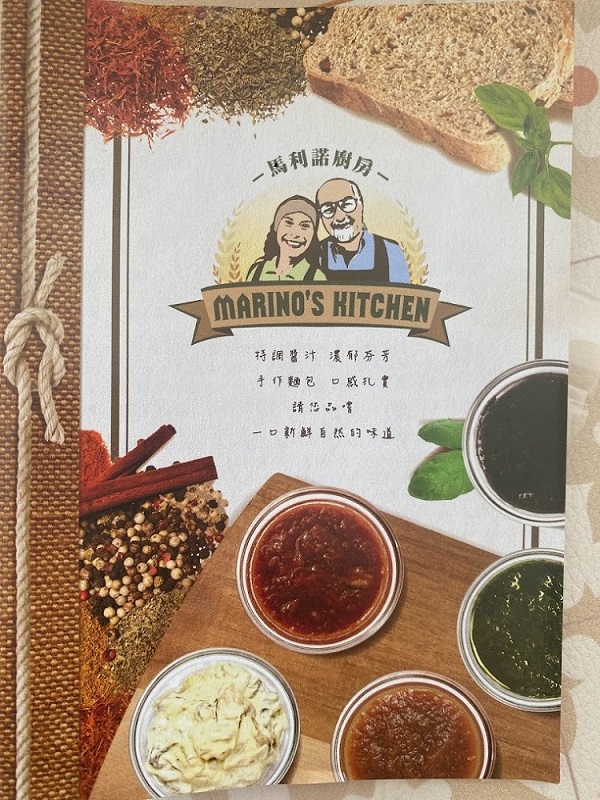 馬利諾廚房
MARINO'S KITCHEN
特調醬汁 濃郁芬芳
手作麵包 口感扎實
請您品嚐
一口新鮮自然的味道